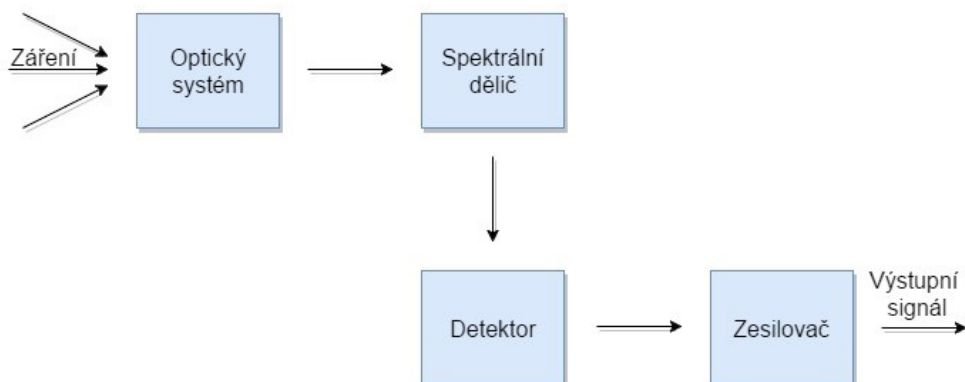 Záření
Optický
systém
Spektrální
dělič
Detektor
Zesilovač
Výstupní
signál